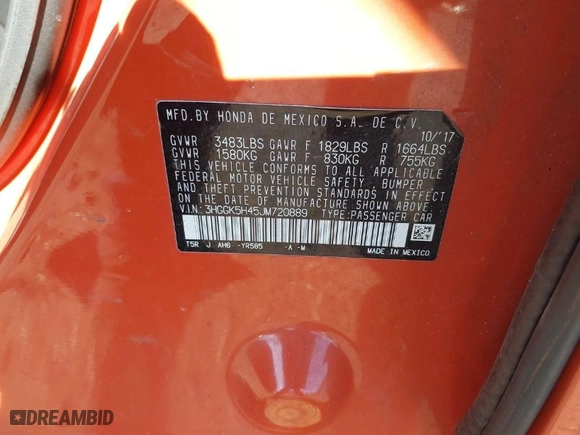 MFD.BY HONDA DE MEXICO S.A. DE C.V.
10/'17
GVWR 3483LBS GAWR F 1829LBS R 1664LBS
GVWR 1580KG GAWR F 830KG R 755KG
THIS VEHICLE CONFORMS TO ALL APPLICABLE
FEDERAL MOTOR VEHICLE SAFETY, BUMPER
AND THEFT PREVENTION STANDARDS IN EFFECT
ON THE DATE OF MANUFACTURE SHOWN ABOVE.
V.I.N.:3HGGK5H45JM720889 TYPE:PASSENGER CAR
T5R J AH6 -YR585 -A -M
MADE IN MEXICO
DREAMBID